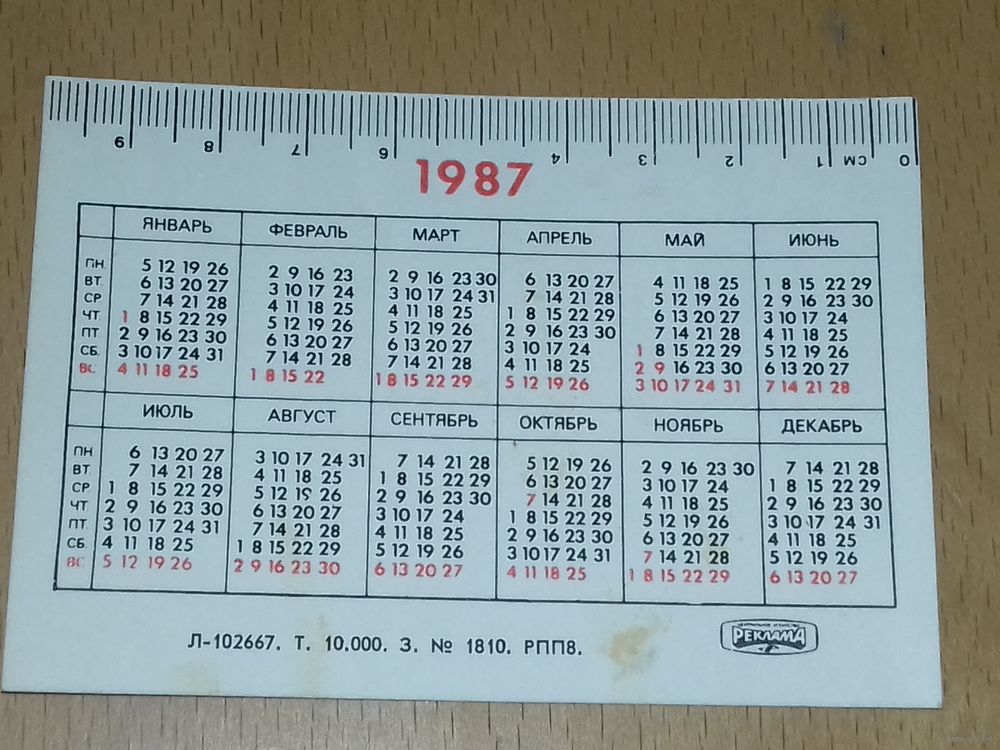 9 8 7 6 4 3 2 1 см 0
1987
ЯНВАРЬ ФЕВРАЛЬ МАРТ АПРЕЛЬ МАЙ ИЮНЬ
ПН. 5 12 19 26 2 9 16 23 2 9 16 23 30 6 13 20 27 4 11 18 25 1 8 15 22 29
ВТ. 6 13 20 27 3 10 17 24 3 10 17 24 31 7 14 21 28 5 12 19 26 2 9 16 23 30
СР 7 14 21 28 4 11 18 25 4 11 18 25 1 8 15 22 29 6 13 20 27 3 10 17 24
ЧТ. 1 8 15 22 29 5 12 19 26 5 12 19 26 2 9 16 23 30 7 14 21 28 4 11 18 25
ПТ. 2 9 16 23 30 6 13 20 27 6 13 20 27 3 10 17 24 1 8 15 22 29 5 12 19 26
СБ. 3 10 17 24 31 7 14 21 28 7 14 21 28 4 11 18 25 2 9 16 23 30 6 13 20 27
ВС. 4 11 18 25 1 8 15 22 1 8 15 22 29 5 12 19 26 3 10 17 24 31 7 14 21 28
ИЮЛЬ АВГУСТ СЕНТЯБРЬ ОКТЯБРЬ НОЯБРЬ ДЕКАБРЬ
ПН. 6 13 20 27 3 10 17 24 31 7 14 21 28 5 12 19 26 2 9 16 23 30 7 14 21 28
ВТ. 7 14 21 28 4 11 18 25 1 8 15 22 29 6 13 20 27 3 10 17 24 1 8 15 22 29
СР. 1 8 15 22 29 5 12 19 26 2 9 16 23 30 7 14 21 28 4 11 18 25 2 9 16 23 30
ЧТ. 2 9 16 23 30 6 13 20 27 3 10 17 24 1 8 15 22 29 5 12 19 26 3 10 17 24 31
ПТ. 3 10 17 24 31 7 14 21 28 4 11 18 25 2 9 16 23 30 6 13 20 27 4 11 18 25
СБ. 4 11 18 25 1 8 15 22 29 5 12 19 26 3 10 17 24 31 7 14 21 28 5 12 19 26
ВС. 5 12 19 26 2 9 16 23 30 6 13 20 27 4 11 18 25 1 8 15 22 29 6 13 20 27
ЦЕНТРАЛЬНОЕ АГЕНТСТВО
РЕКЛАМА
Л-102667. Т. 10.000. З. № 1810. РПП8.